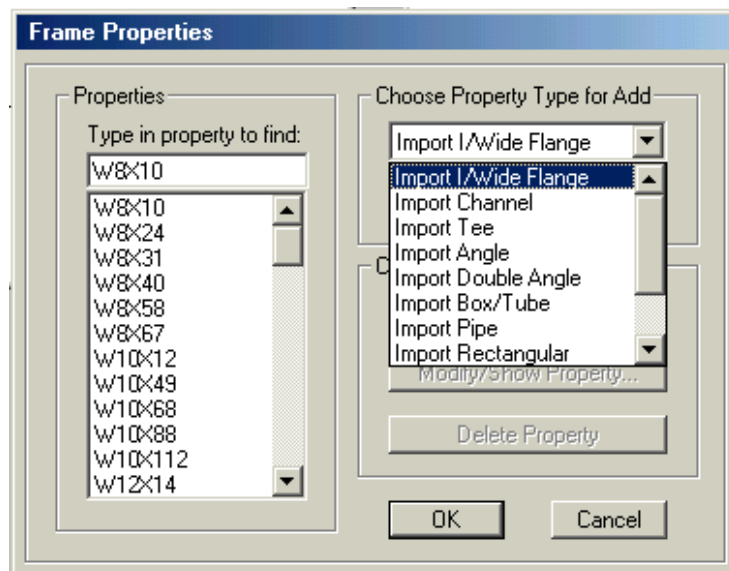 Frame Properties
Properties
Type in property to find:
W8X10
W8X10
W8X24
W8X31
W8X40
W8X58
W8X67
W10X12
W10X49
W10X68
W10X88
W10X112
W12X14
Choose Property Type for Add
Import I/Wide Flange
Import I/Wide Flange
Import Channel
Import Tee
Import Angle
Import Double Angle
Import Box/Tube
Import Pipe
Import Rectangular
C
Modify/Show Property...
Delete Property
OK
Cancel